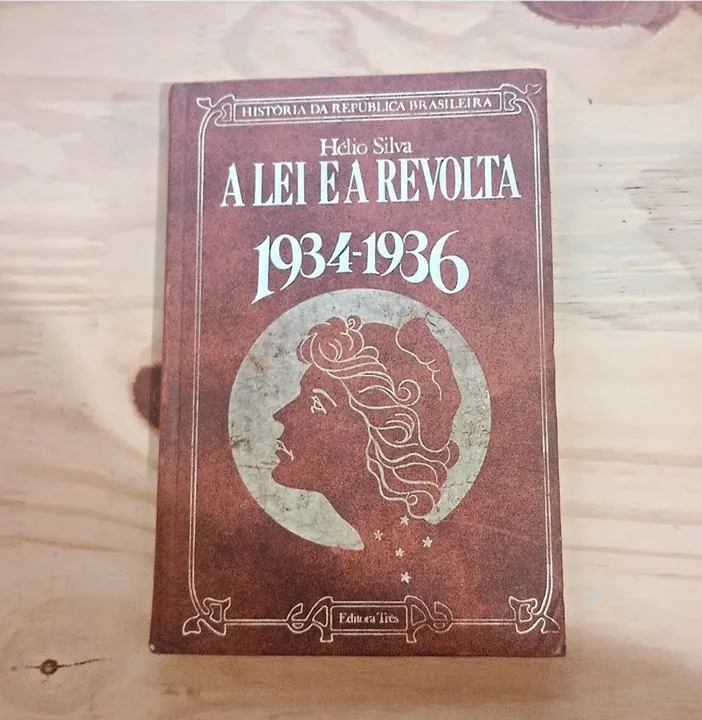 HISTÓRIA DA REPÚBLICA BRASILEIRA
Hélio Silva
A LEI E A REVOLTA
1934-1936
Editora Três